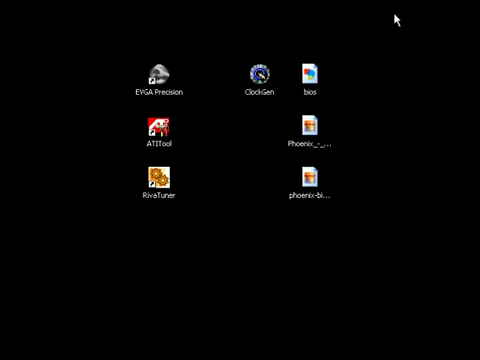 EVGA Precision
ClockGen
bios
ATITool
Phoenix_-_...
RivaTuner
phoenix-bi...